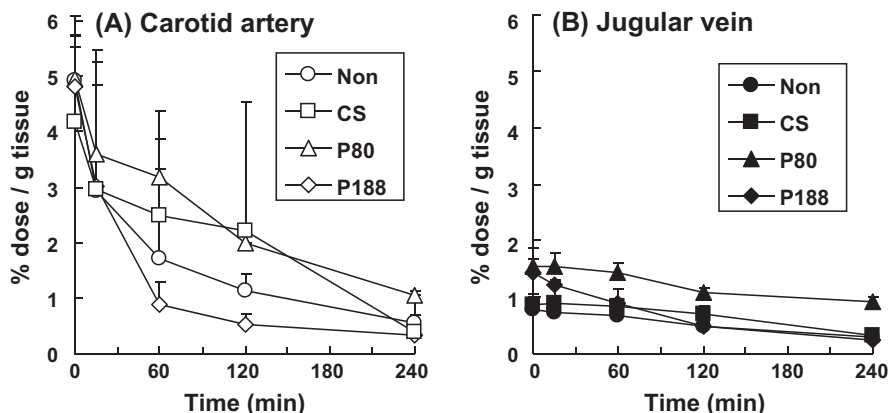 (A) Carotid artery
% dose / g tissue
6
5
4
3
2
1
0
Non
CS
P80
P188
0 60 120 180 240
Time (min)
(B) Jugular vein
% dose / g tissue
6
5
4
3
2
1
0
Non
CS
P80
P188
0 60 120 180 240
Time (min)